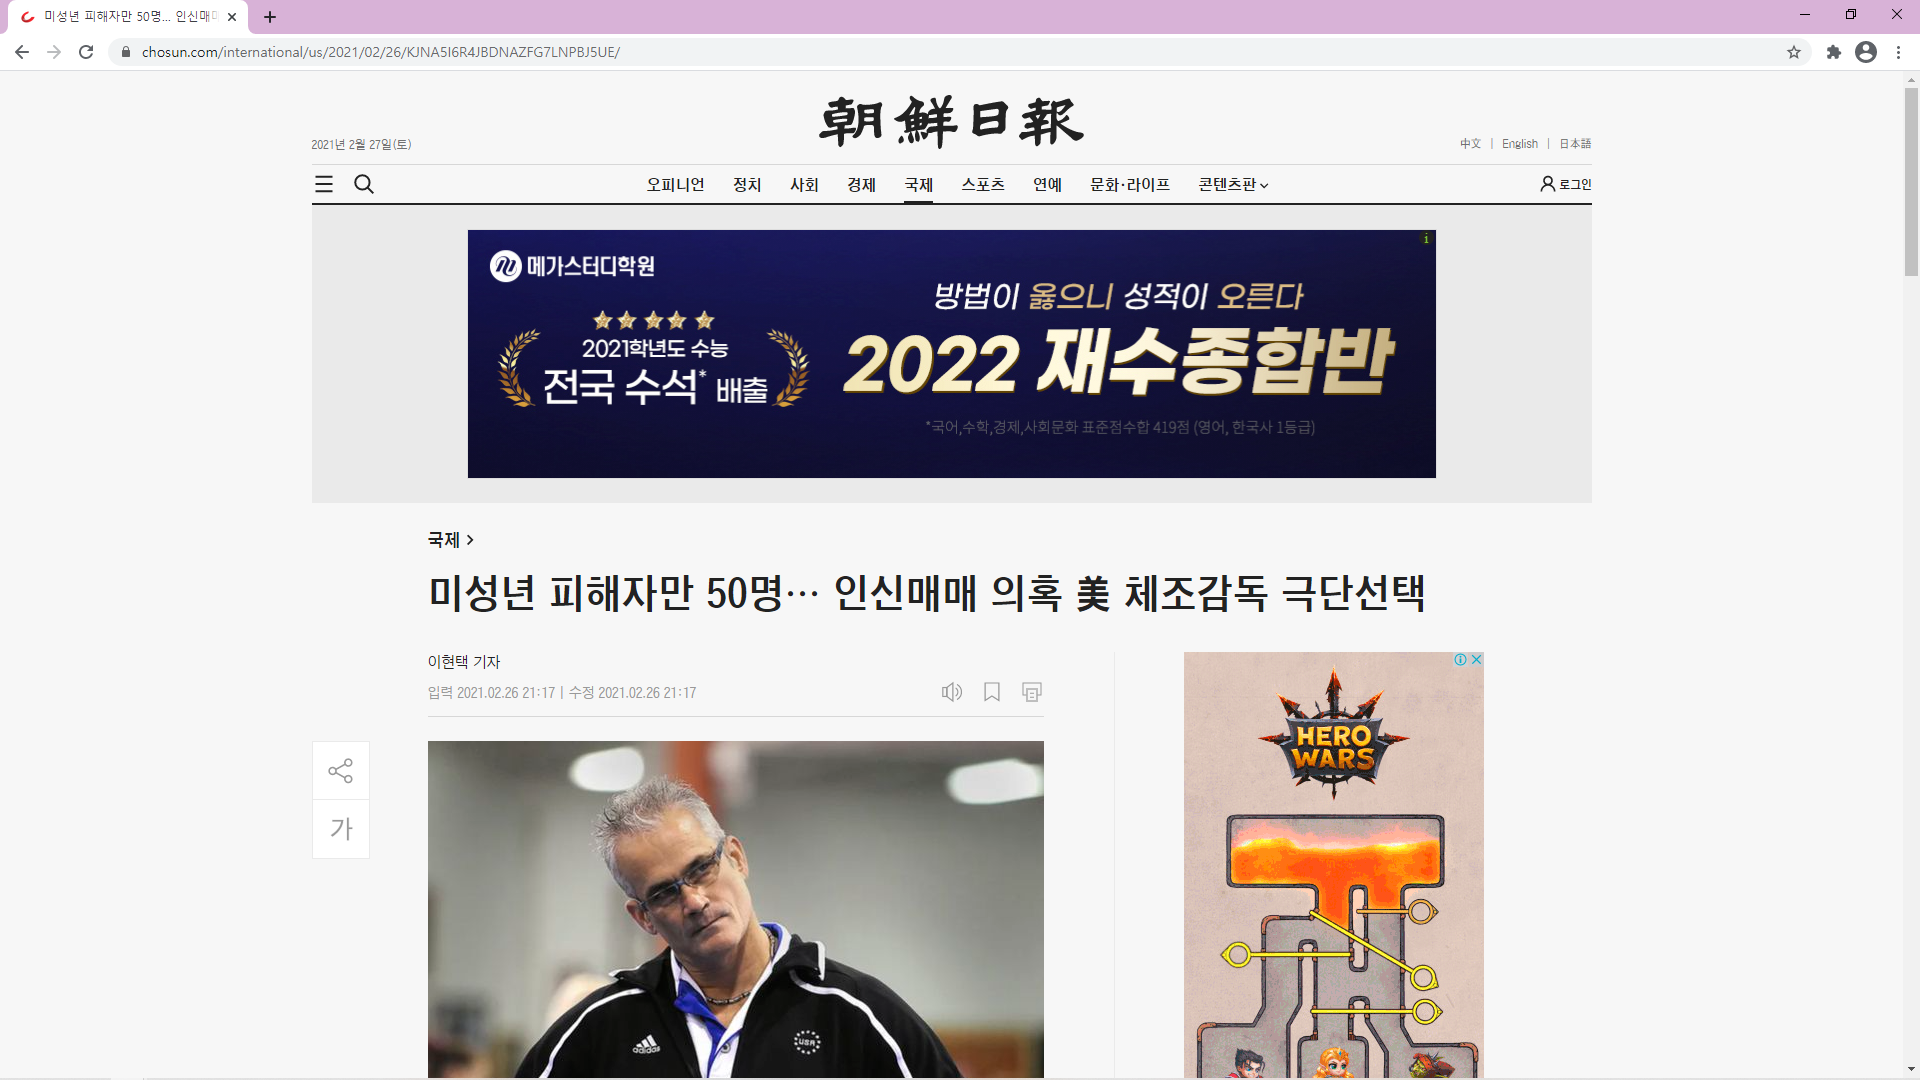 미성년 피해자만 50명... 인신매매
chosun.com/international/us/2021/02/26/KJNA5I6R4JBDNAZFG7LNPBJ5UE/
朝鮮日報
2021년 2월 27일(토)
中文 | English | 日本語
오피니언 정치 사회 경제 국제 스포츠 연예 문화·라이프 콘텐츠판 로그인
메가스터디학원
2021학년도 수능
전국 수석* 배출
방법이 옳으니 성적이 오른다
2022 재수종합반
*국어,수학,경제,사회문화 표준점수합 419점 (영어, 한국사 1등급)
국제 >
미성년 피해자만 50명… 인신매매 의혹 美 체조감독 극단선택
이현택 기자
입력 2021.02.26 21:17 | 수정 2021.02.26 21:17
가
adidas
USA
HERO
WARS